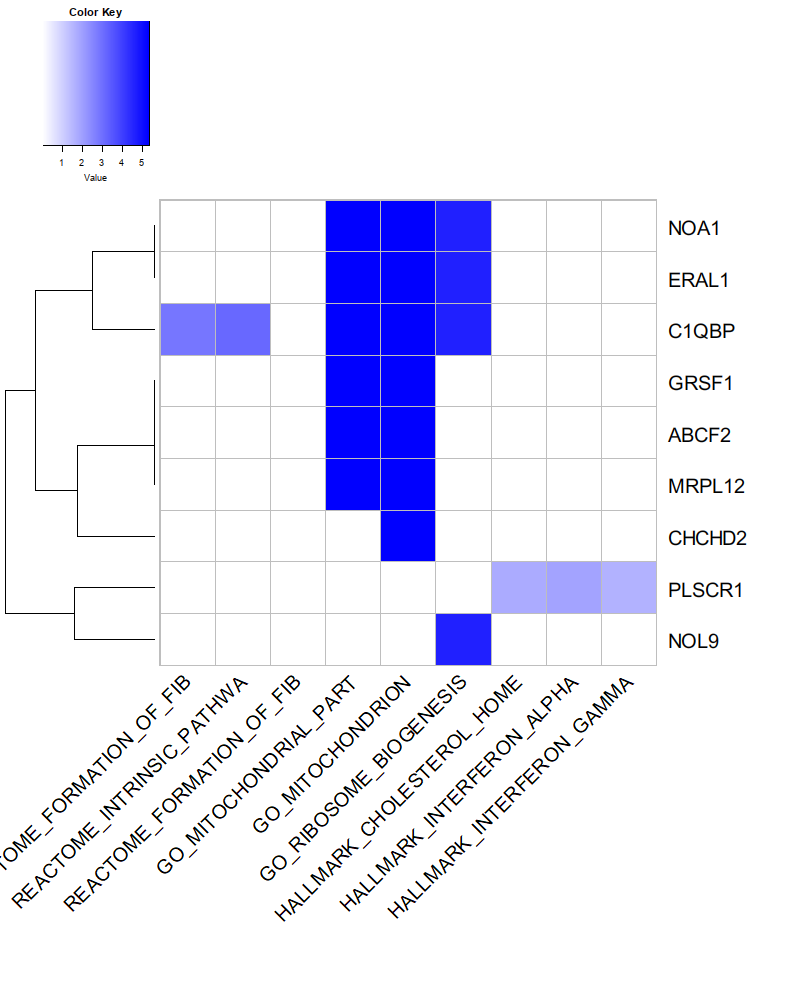 Color Key
1 2 3 4 5
Value
NOA1
ERAL1
C1QBP
GRSF1
ABCF2
MRPL12
CHCHD2
PLSCR1
NOL9
TOME_FORMATION_OF_FIB
REACTOME_INTRINSIC_PATHWA
REACTOME_FORMATION_OF_FIB
GO_MITOCHONDRIAL_PART
GO_MITOCHONDRION
GO_RIBOSOME_BIOGENESIS
HALLMARK_CHOLESTEROL_HOME
HALLMARK_INTERFERON_ALPHA
HALLMARK_INTERFERON_GAMMA